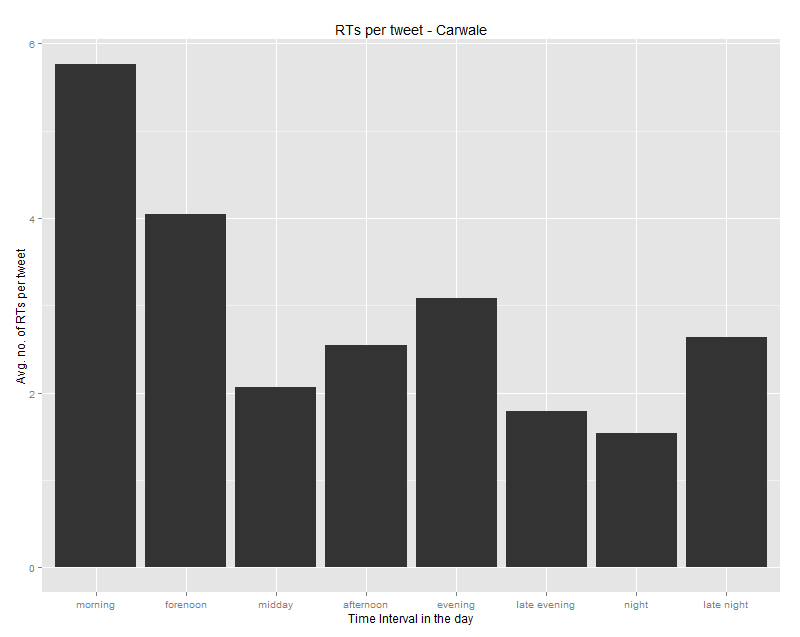 RTs per tweet - Carwale
Avg. no. of RTs per tweet
6
4
2
0
morning forenoon midday afternoon evening late evening night late night
Time Interval in the day